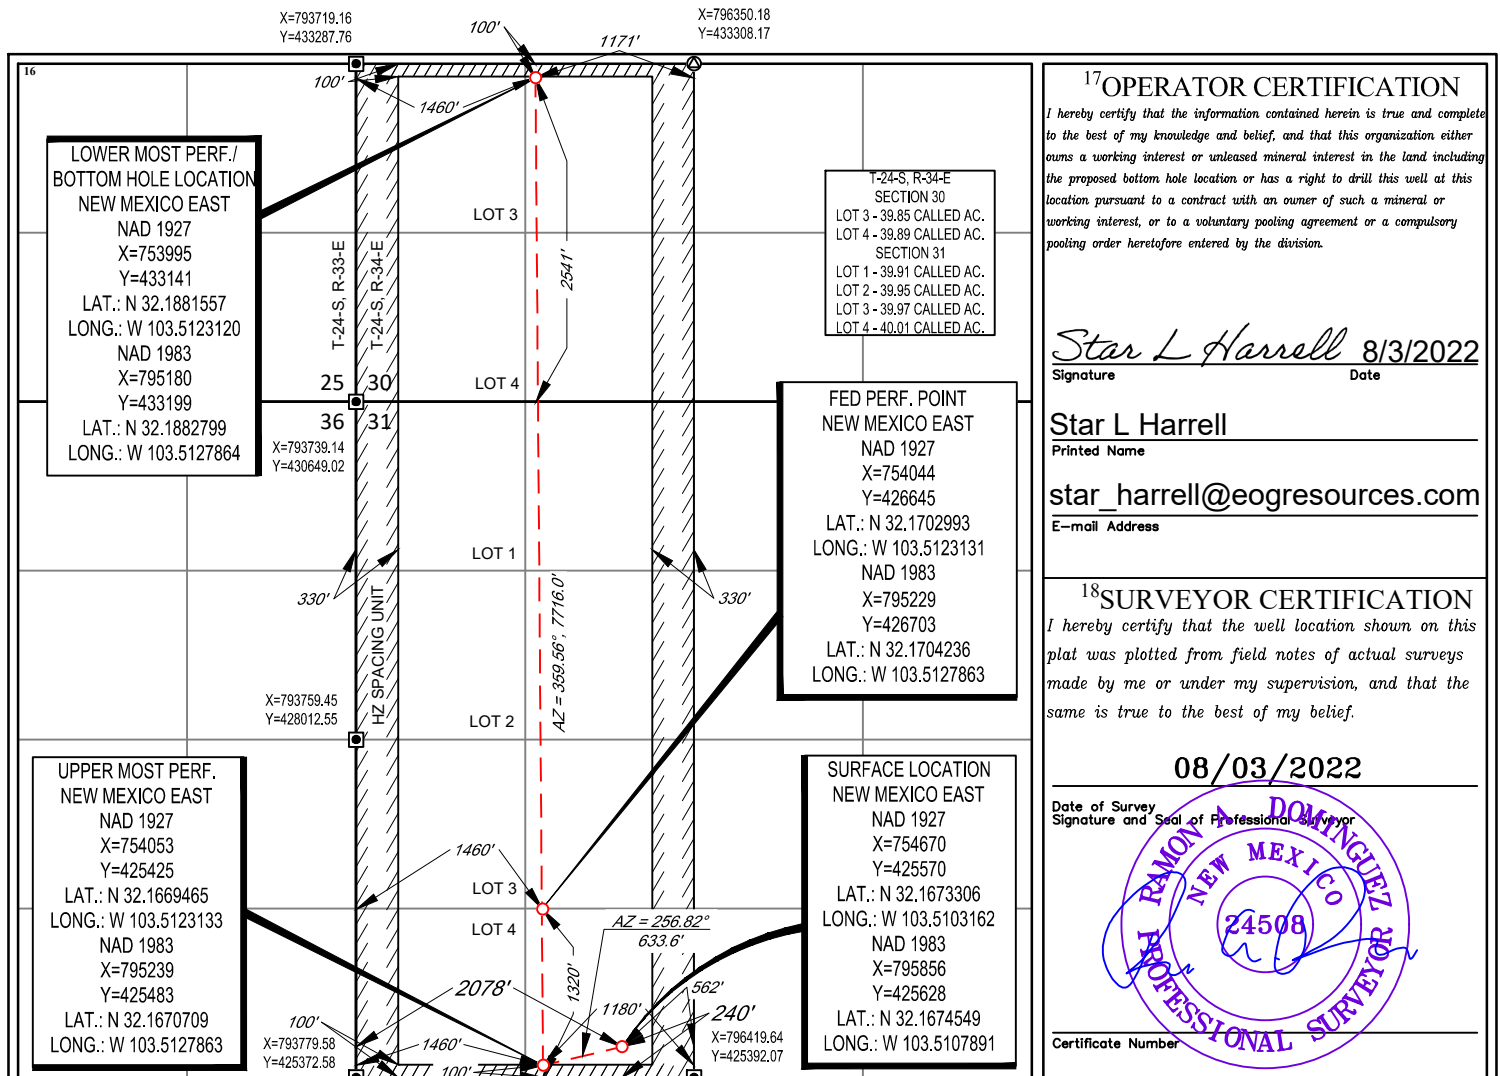 X=793719.16
Y=433287.76
X=796350.18
Y=433308.17
100'
1171'
16
100'
1460'
LOWER MOST PERF./
BOTTOM HOLE LOCATION
NEW MEXICO EAST
NAD 1927
X=753995
Y=433141
LAT.: N 32.1881557
LONG.: W 103.5123120
NAD 1983
X=795180
Y=433199
LAT.: N 32.1882799
LONG.: W 103.5127864
T-24-S, R-33-E
T-24-S, R-34-E
LOT 3
2541'
T-24-S, R-34-E
SECTION 30
LOT 3 - 39.85 CALLED AC.
LOT 4 - 39.89 CALLED AC.
SECTION 31
LOT 1 - 39.91 CALLED AC.
LOT 2 - 39.95 CALLED AC.
LOT 3 - 39.97 CALLED AC.
LOT 4 - 40.01 CALLED AC.
25 30
LOT 4
36 31
X=793739.14
Y=430649.02
FED PERF. POINT
NEW MEXICO EAST
NAD 1927
X=754044
Y=426645
LAT.: N 32.1702993
LONG.: W 103.5123131
NAD 1983
X=795229
Y=426703
LAT.: N 32.1704236
LONG.: W 103.5127863
LOT 1
330'
330'
HZ SPACING UNIT
AZ = 359.56°, 7716.0'
X=793759.45
Y=428012.55
LOT 2
UPPER MOST PERF.
NEW MEXICO EAST
NAD 1927
X=754053
Y=425425
LAT.: N 32.1669465
LONG.: W 103.5123133
NAD 1983
X=795239
Y=425483
LAT.: N 32.1670709
LONG.: W 103.5127863
SURFACE LOCATION
NEW MEXICO EAST
NAD 1927
X=754670
Y=425570
LAT.: N 32.1673306
LONG.: W 103.5103162
NAD 1983
X=795856
Y=425628
LAT.: N 32.1674549
LONG.: W 103.5107891
1460'
LOT 3
LOT 4
AZ = 256.82°
633.6'
1320'
2078'
1180'
562'
240'
100'
1460'
100'
X=793779.58
Y=425372.58
X=796419.64
Y=425392.07
17OPERATOR CERTIFICATION
I hereby certify that the information contained herein is true and complete
to the best of my knowledge and belief, and that this organization either
owns a working interest or unleased mineral interest in the land including
the proposed bottom hole location or has a right to drill this well at this
location pursuant to a contract with an owner of such a mineral or
working interest, or to a voluntary pooling agreement or a compulsory
pooling order heretofore entered by the division.
Star L Harrell 8/3/2022
Signature Date
Star L Harrell
Printed Name
star_harrell@eogresources.com
E-mail Address
18SURVEYOR CERTIFICATION
I hereby certify that the well location shown on this
plat was plotted from field notes of actual surveys
made by me or under my supervision, and that the
same is true to the best of my belief.
08/03/2022
Date of Survey
Signature and Seal of Professional Surveyor
RAMON A. DOMINGUEZ
NEW MEXICO
24508
PROFESSIONAL SURVEYOR
Certificate Number